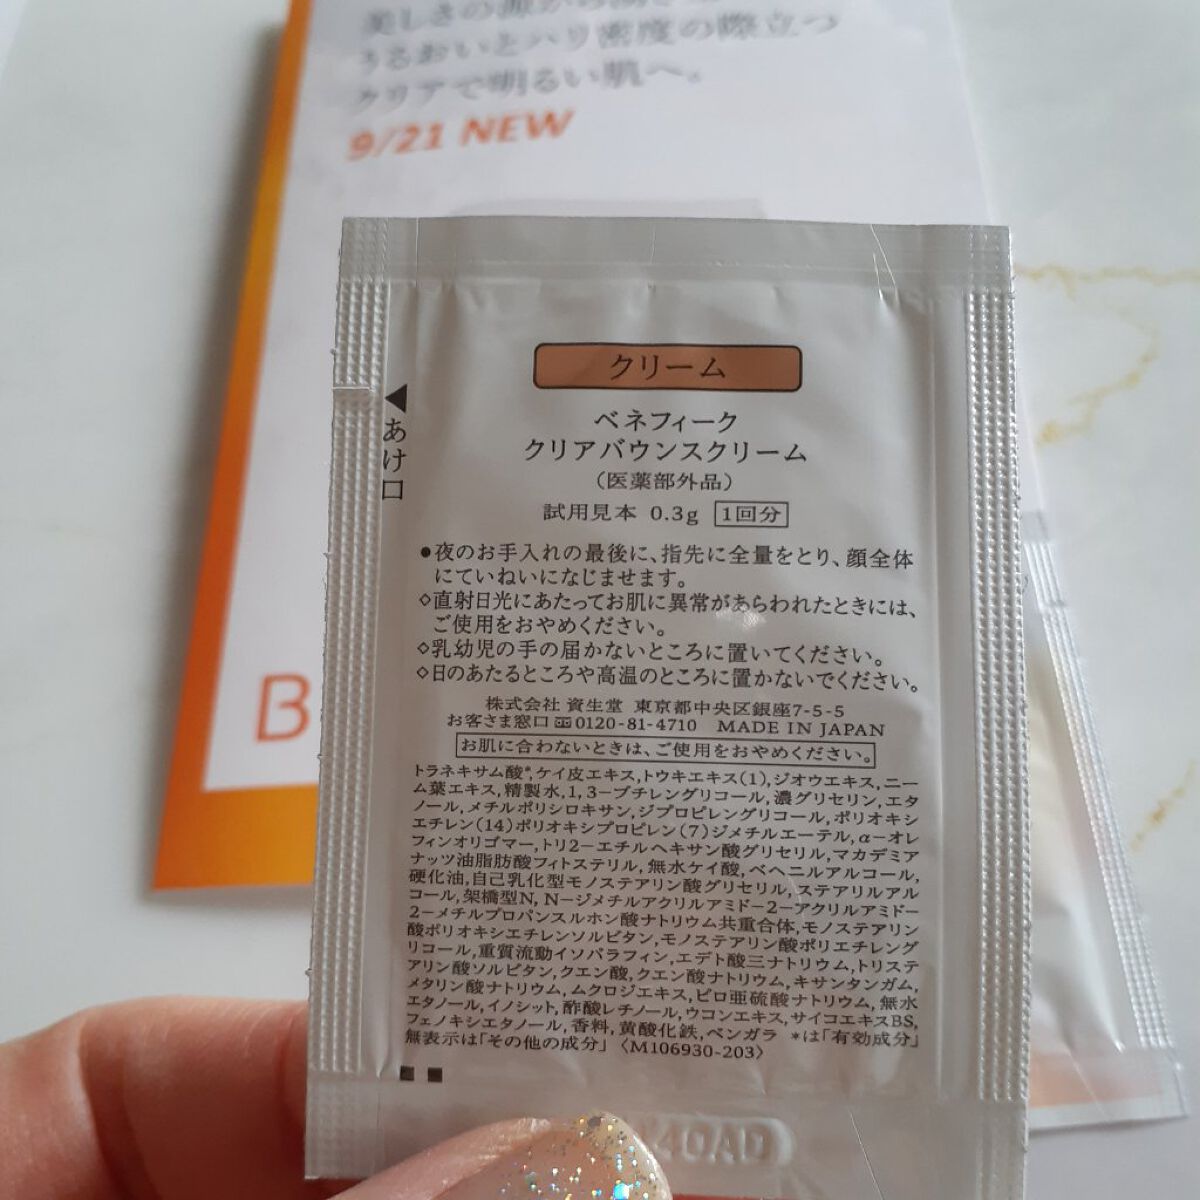 うるおいとハリ密度の際立つ
クリアで明るい肌へ。
9/21 NEW
B
クリーム
◀あけ口
ベネフィーク
クリアバウンスクリーム
（医薬部外品）
試用見本 0.3g 1回分
●夜のお手入れの最後に、指先に全量をとり、顔全体
にていねいになじませます。
◇直射日光にあたってお肌に異常があらわれたときには、
ご使用をおやめください。
◇乳幼児の手の届かないところに置いてください。
◇日のあたるところや高温のところに置かないでください。
株式会社 資生堂 東京都中央区銀座7-5-5
お客さま窓口 0120-81-4710 MADE IN JAPAN
お肌に合わないときは、ご使用をおやめください。
トラネキサム酸*,ケイ皮エキス,トウキエキス(1),ジオウエキス,ニー
ム葉エキス,精製水,1,3-ブチレングリコール,濃グリセリン,エタ
ノール,メチルポリシロキサン,ジプロピレングリコール,ポリオキシ
エチレン(14)ポリオキシプロピレン(7)ジメチルエーテル,α-オレ
フィンオリゴマー,トリ2-エチルヘキサン酸グリセリル,マカデミア
ナッツ油脂肪酸フィトステリル,無水ケイ酸,ベヘニルアルコール,
硬化油,自己乳化型モノステアリン酸グリセリル,ステアリルアル
コール,架橋型N,N-ジメチルアクリルアミド-2-アクリルアミド-
2-メチルプロパンスルホン酸ナトリウム共重合体,モノステアリン
酸ポリオキシエチレンソルビタン,モノステアリン酸ポリエチレング
リコール,重質流動イソパラフィン,エデト酸三ナトリウム,トリステ
アリン酸ソルビタン,クエン酸,クエン酸ナトリウム,キサンタンガム,
メタリン酸ナトリウム,ムクロジエキス,ピロ亜硫酸ナトリウム,無水
エタノール,イノシット,酢酸レチノール,ウコンエキス,サイコエキスBS,
フェノキシエタノール,香料,黄酸化鉄,ベンガラ *は「有効成分」
無表示は「その他の成分」〈M106930-203〉
40AD